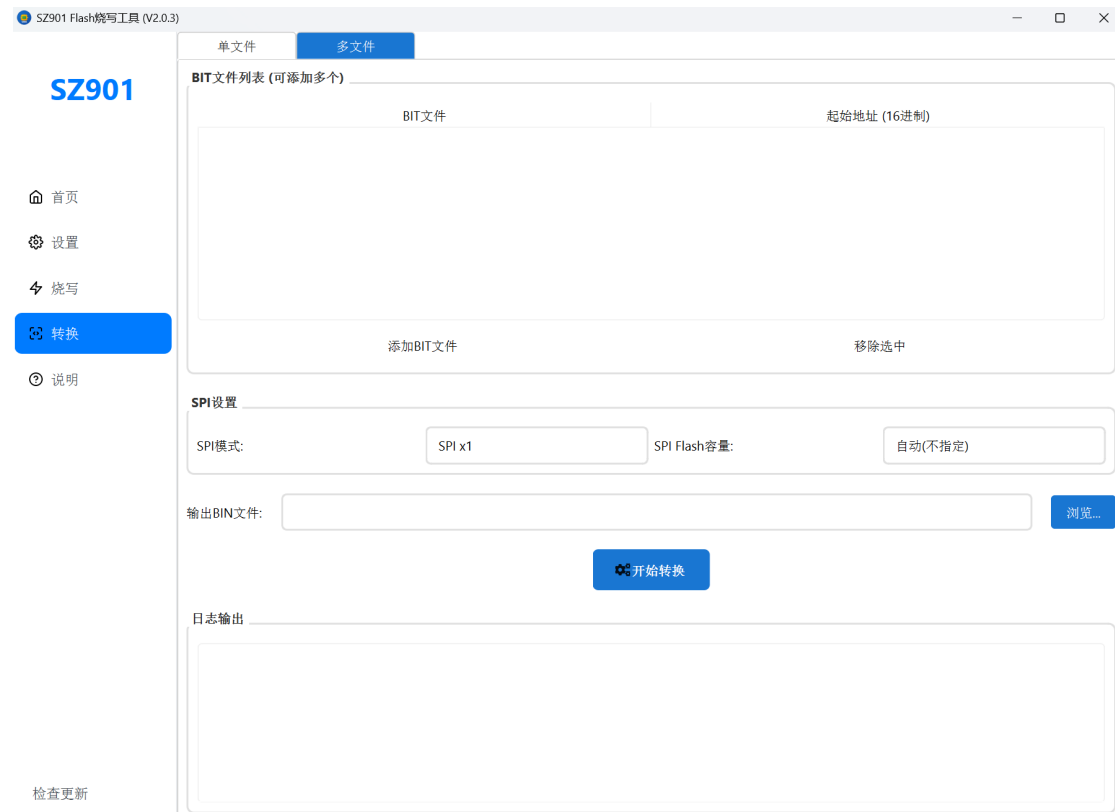 SZ901 Flash烧写工具 (V2.0.3)
SZ901
首页
设置
烧写
转换
说明
检查更新
单文件
多文件
BIT文件列表 (可添加多个)
BIT文件
起始地址 (16进制)
添加BIT文件
移除选中
SPI设置
SPI模式:
SPI x1
SPI Flash容量:
自动(不指定)
输出BIN文件:
浏览...
开始转换
日志输出